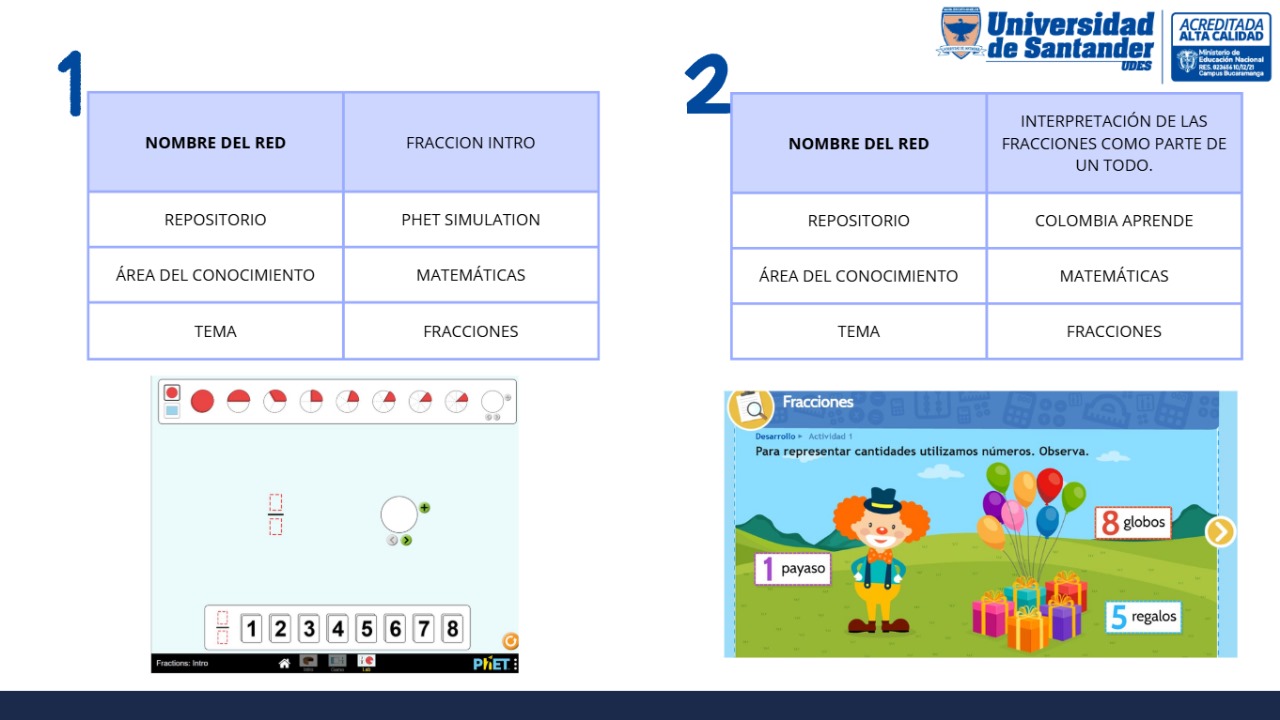 Universidad
de Santander
UDES
ACREDITADA
ALTA CALIDAD
Ministerio de
Educación Nacional
RES. 023656 10/12/21
Campus Bucaramanga
1
NOMBRE DEL RED
FRACCION INTRO
REPOSITORIO
PHET SIMULATION
ÁREA DEL CONOCIMIENTO
MATEMÁTICAS
TEMA
FRACCIONES
Fractions: Intro
1 2 3 4 5 6 7 8
PhET
2
NOMBRE DEL RED
INTERPRETACIÓN DE LAS
FRACCIONES COMO PARTE DE
UN TODO.
REPOSITORIO
COLOMBIA APRENDE
ÁREA DEL CONOCIMIENTO
MATEMÁTICAS
TEMA
FRACCIONES
Fracciones
Desarrollo ▸ Actividad 1
Para representar cantidades utilizamos números. Observa.
8 globos
1 payaso
5 regalos